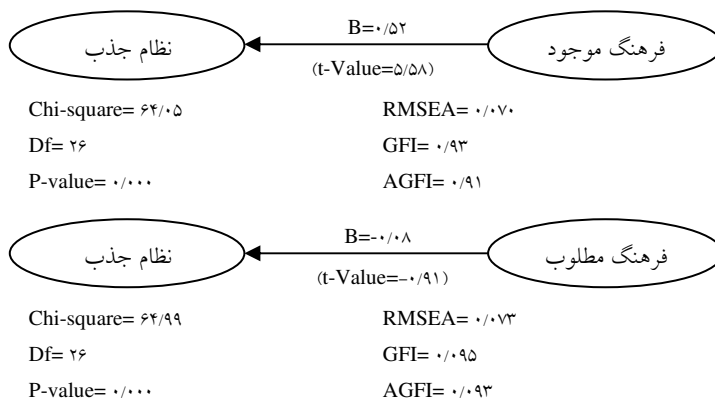 B=۰/۵۲
نظام جذب فرهنگ موجود
(t-Value=۵/۵۸)
Chi-square= ۶۴/۰۵ RMSEA= ۰/۰۷۰
Df= ۲۶ GFI= ۰/۹۳
P-value= ۰/۰۰۰ AGFI= ۰/۹۱
B=-۰/۰۸
نظام جذب فرهنگ مطلوب
(t-Value=-۰/۹۱)
Chi-square= ۶۴/۹۹ RMSEA= ۰/۰۷۳
Df= ۲۶ GFI= ۰/۰۹۵
P-value= ۰/۰۰۰ AGFI= ۰/۰۹۳